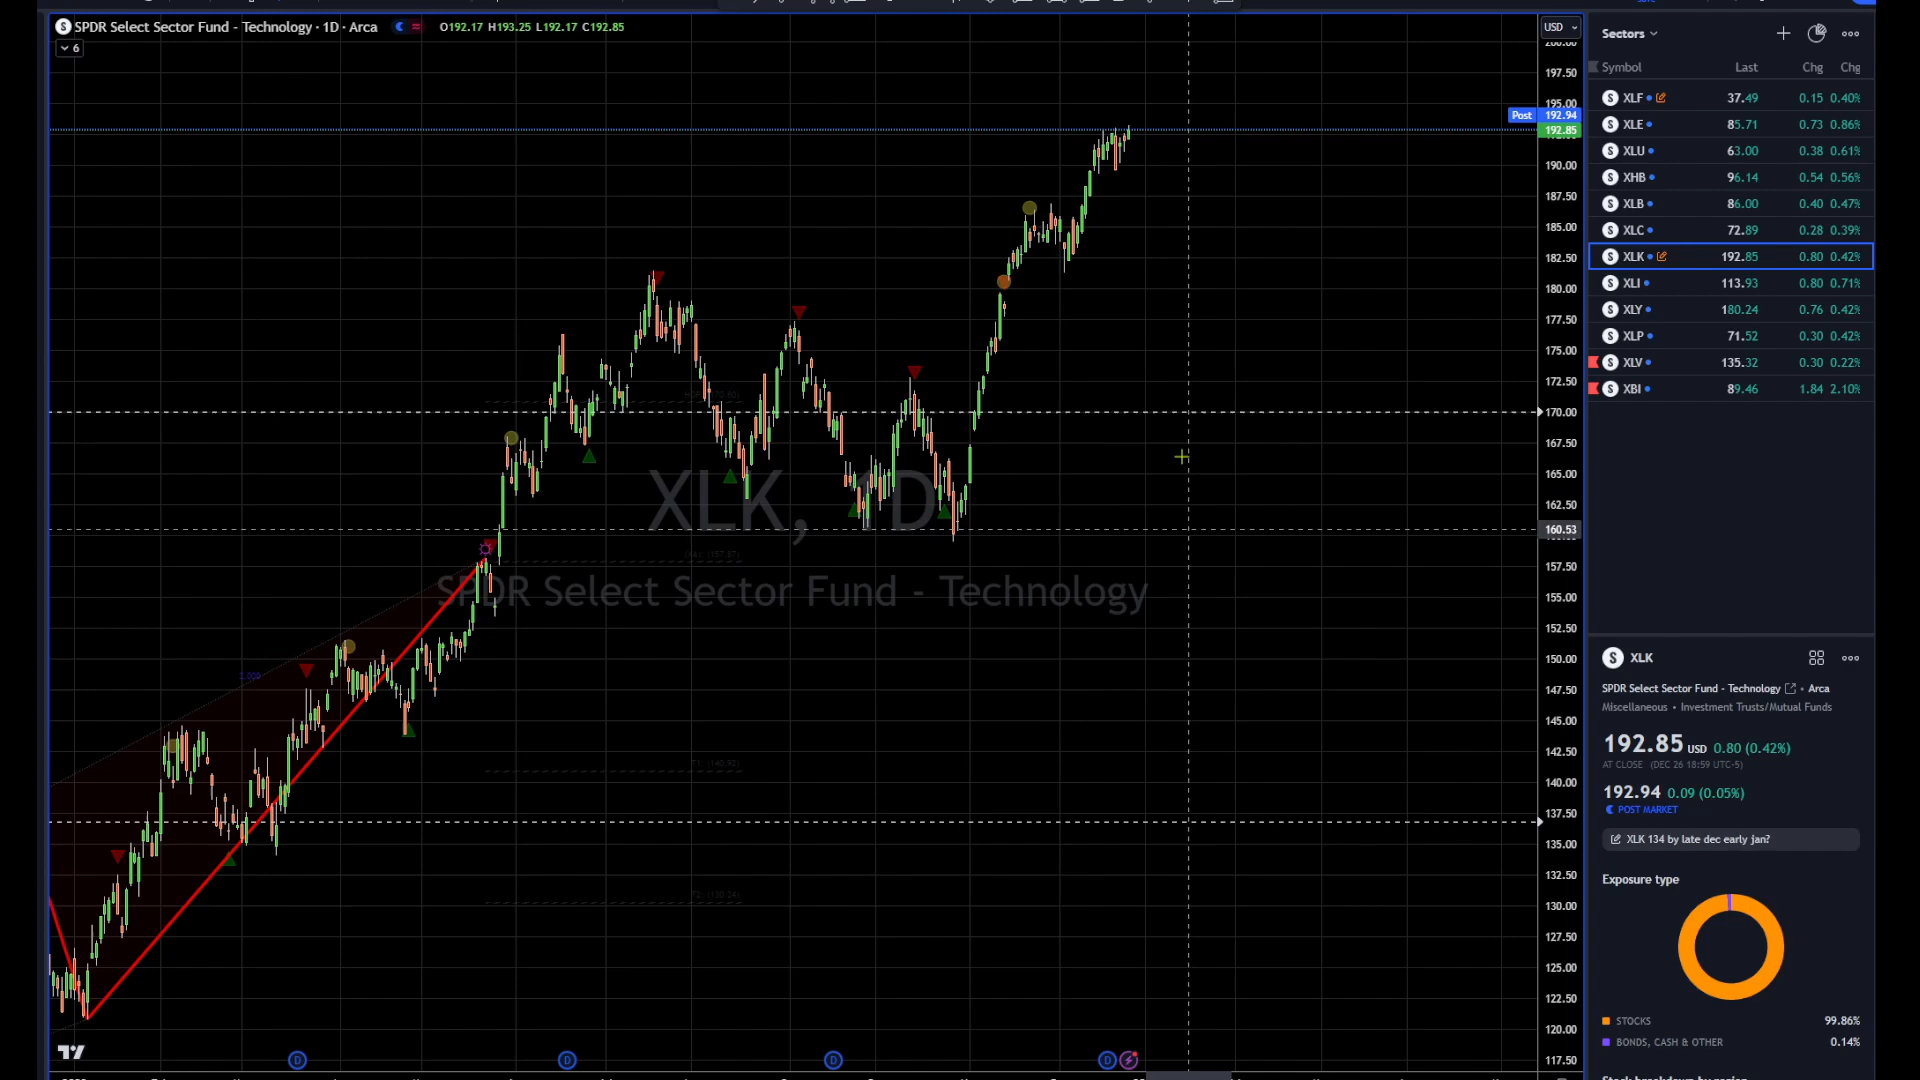 SPDR Select Sector Fund - Technology · 1D · Arca O192.17 H193.25 L192.17 C192.85
6
USD
200.00
197.50
195.00
Post 192.94
192.85
190.00
187.50
185.00
182.50
180.00
177.50
175.00
172.50
170.00
167.50
165.00
162.50
160.53
157.50
155.00
152.50
150.00
147.50
145.00
142.50
140.00
137.50
135.00
132.50
130.00
127.50
125.00
122.50
120.00
117.50
XLK, 1D
SPDR Select Sector Fund - Technology
2.000
D
D
D
D
Sectors
Symbol Last Chg Chg
XLF 37.49 0.15 0.40%
XLE 85.71 0.73 0.86%
XLU 63.00 0.38 0.61%
XHB 96.14 0.54 0.56%
XLB 86.00 0.40 0.47%
XLC 72.89 0.28 0.39%
XLK 192.85 0.80 0.42%
XLI 113.93 0.80 0.71%
XLY 180.24 0.76 0.42%
XLP 71.52 0.30 0.42%
XLV 135.32 0.30 0.22%
XBI 89.46 1.84 2.10%
XLK
SPDR Select Sector Fund - Technology • Arca
Miscellaneous • Investment Trusts/Mutual Funds
192.85 USD 0.80 (0.42%)
AT CLOSE (DEC 26 18:59 UTC-5)
192.94 0.09 (0.05%)
POST MARKET
XLK 134 by late dec early jan?
Exposure type
STOCKS 99.86%
BONDS, CASH & OTHER 0.14%